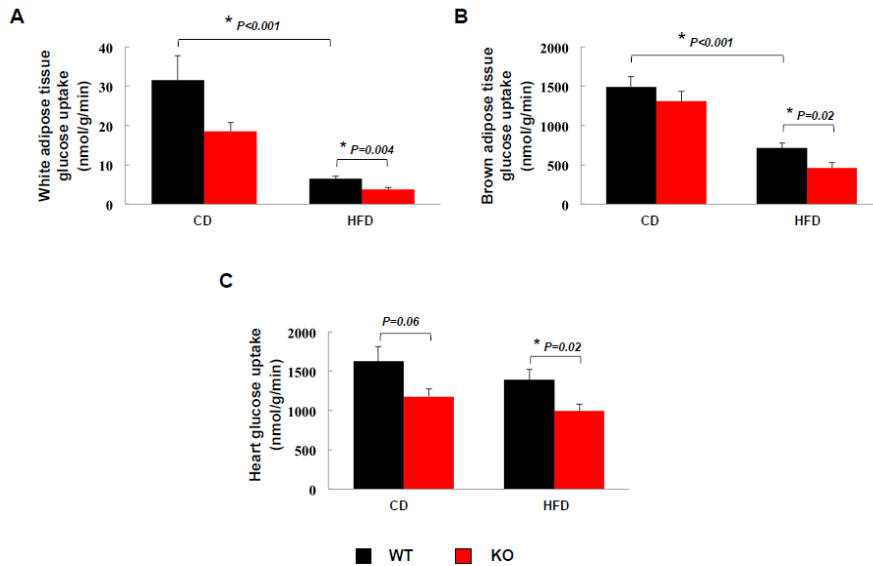 A
* P<0.001
White adipose tissue
glucose uptake
(nmol/g/min)
40
30
20
10
0
* P=0.004
CD
HFD
B
* P<0.001
Brown adipose tissue
glucose uptake
(nmol/g/min)
2000
1500
1000
500
0
* P=0.02
CD
HFD
C
P=0.06
* P=0.02
Heart glucose uptake
(nmol/g/min)
2000
1500
1000
500
0
CD
HFD
WT
KO